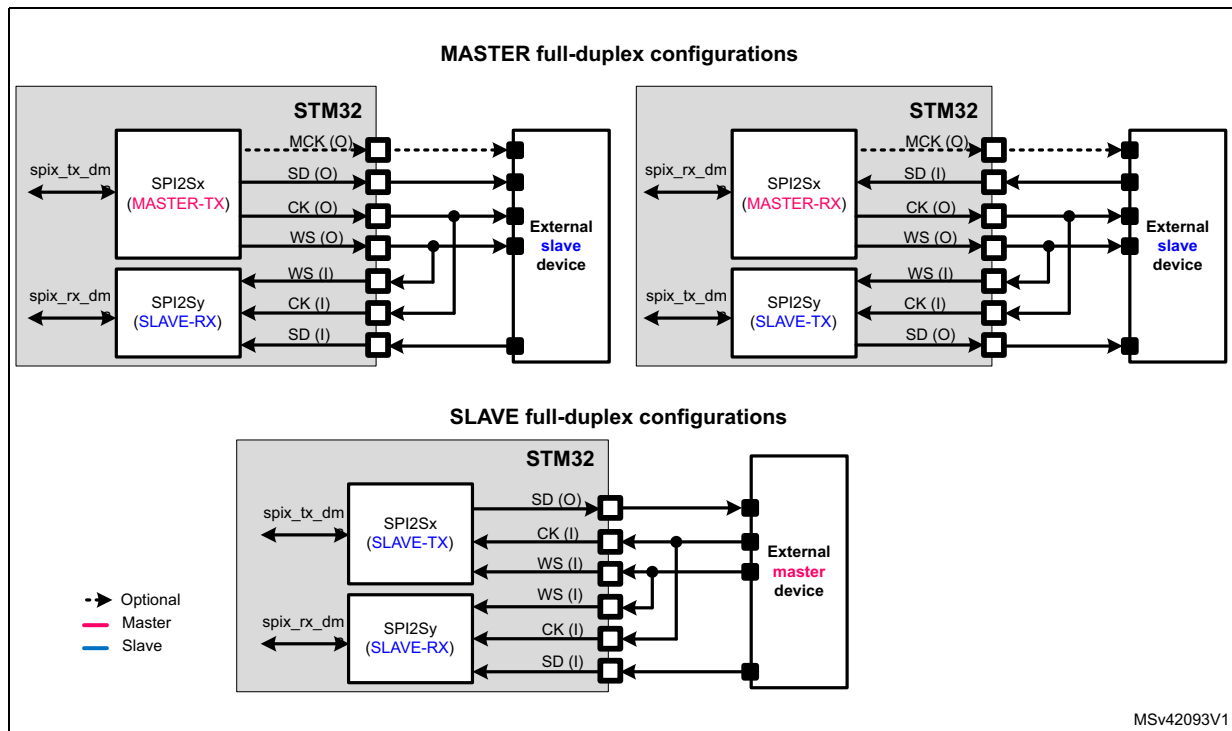 MASTER full-duplex configurations
STM32
MCK (O)
spix_tx_dm
a
SPI2Sx
(MASTER-TX)
SD (O)
CK (O)
WS (O)
External
slave
device
WS (I)
spix_rx_dm
a
SPI2Sy
(SLAVE-RX)
CK (I)
SD (I)
STM32
MCK (O)
spix_rx_dm
a
SPI2Sx
(MASTER-RX)
SD (I)
CK (O)
WS (O)
External
slave
device
WS (I)
spix_tx_dm
a
SPI2Sy
(SLAVE-TX)
CK (I)
SD (O)
SLAVE full-duplex configurations
STM32
SD (O)
spix_tx_dm
a
SPI2Sx
(SLAVE-TX)
CK (I)
WS (I)
External
master
device
WS (I)
spix_rx_dm
a
SPI2Sy
(SLAVE-RX)
CK (I)
SD (I)
Optional
Master
Slave
MSv42093V1